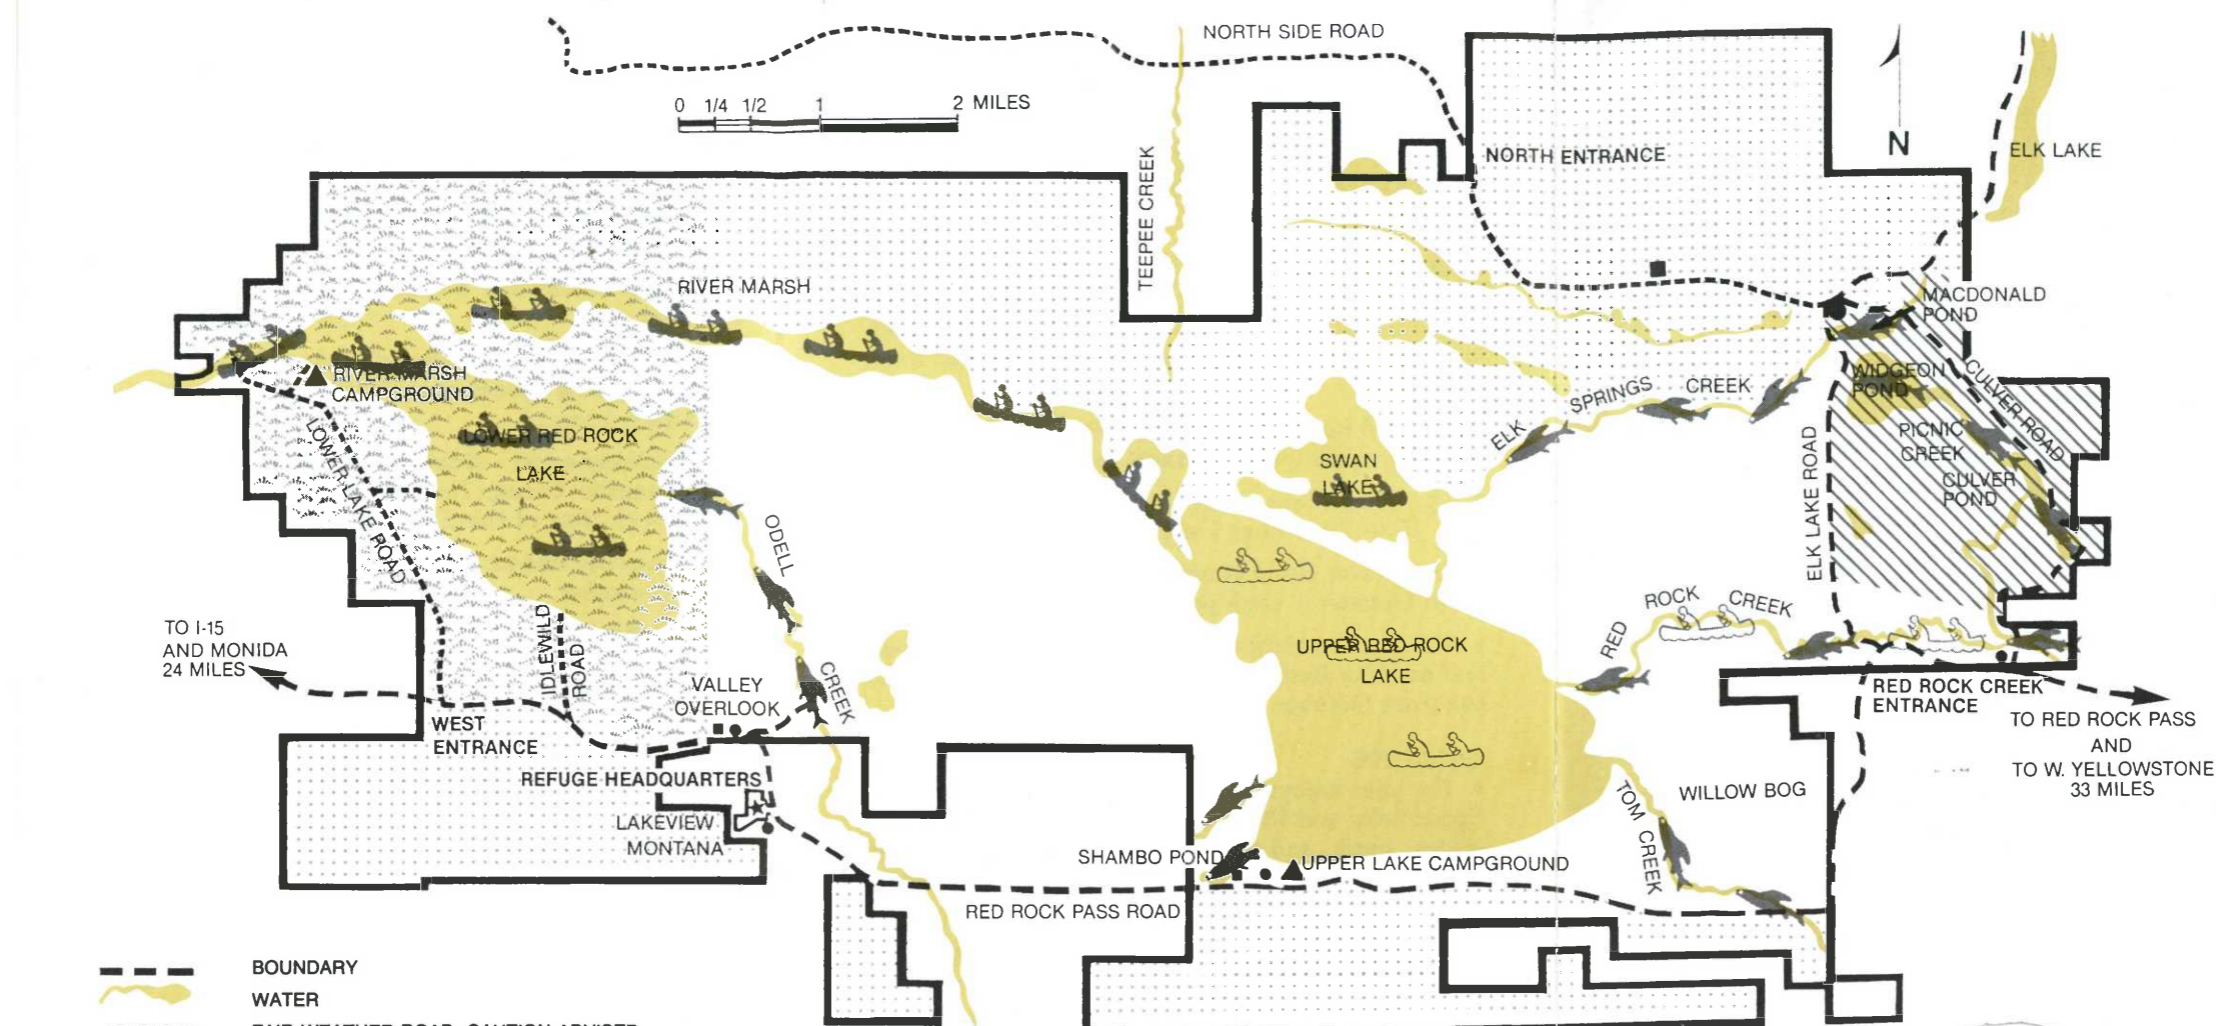 NORTH SIDE ROAD
0 1/4 1/2 1 2 MILES
TEEPEE CREEK
NORTH ENTRANCE
N
ELK LAKE
RIVER MARSH
MACDONALD
POND
RIVER MARSH
CAMPGROUND
LOWER LAKE ROAD
LOWER RED ROCK
LAKE
SWAN
LAKE
ELK SPRINGS CREEK
WIDGEON
POND
CULVER ROAD
PICNIC
CREEK
CULVER
POND
ELK LAKE ROAD
ODELL CREEK
TO I-15
AND MONIDA
24 MILES
IDLEWILD
ROAD
UPPER RED ROCK
LAKE
RED ROCK CREEK
VALLEY
OVERLOOK
WEST
ENTRANCE
RED ROCK CREEK
ENTRANCE
TO RED ROCK PASS
AND
TO W. YELLOWSTONE
33 MILES
REFUGE HEADQUARTERS
LAKEVIEW
MONTANA
WILLOW BOG
TOM CREEK
SHAMBO POND
UPPER LAKE CAMPGROUND
RED ROCK PASS ROAD
BOUNDARY
WATER